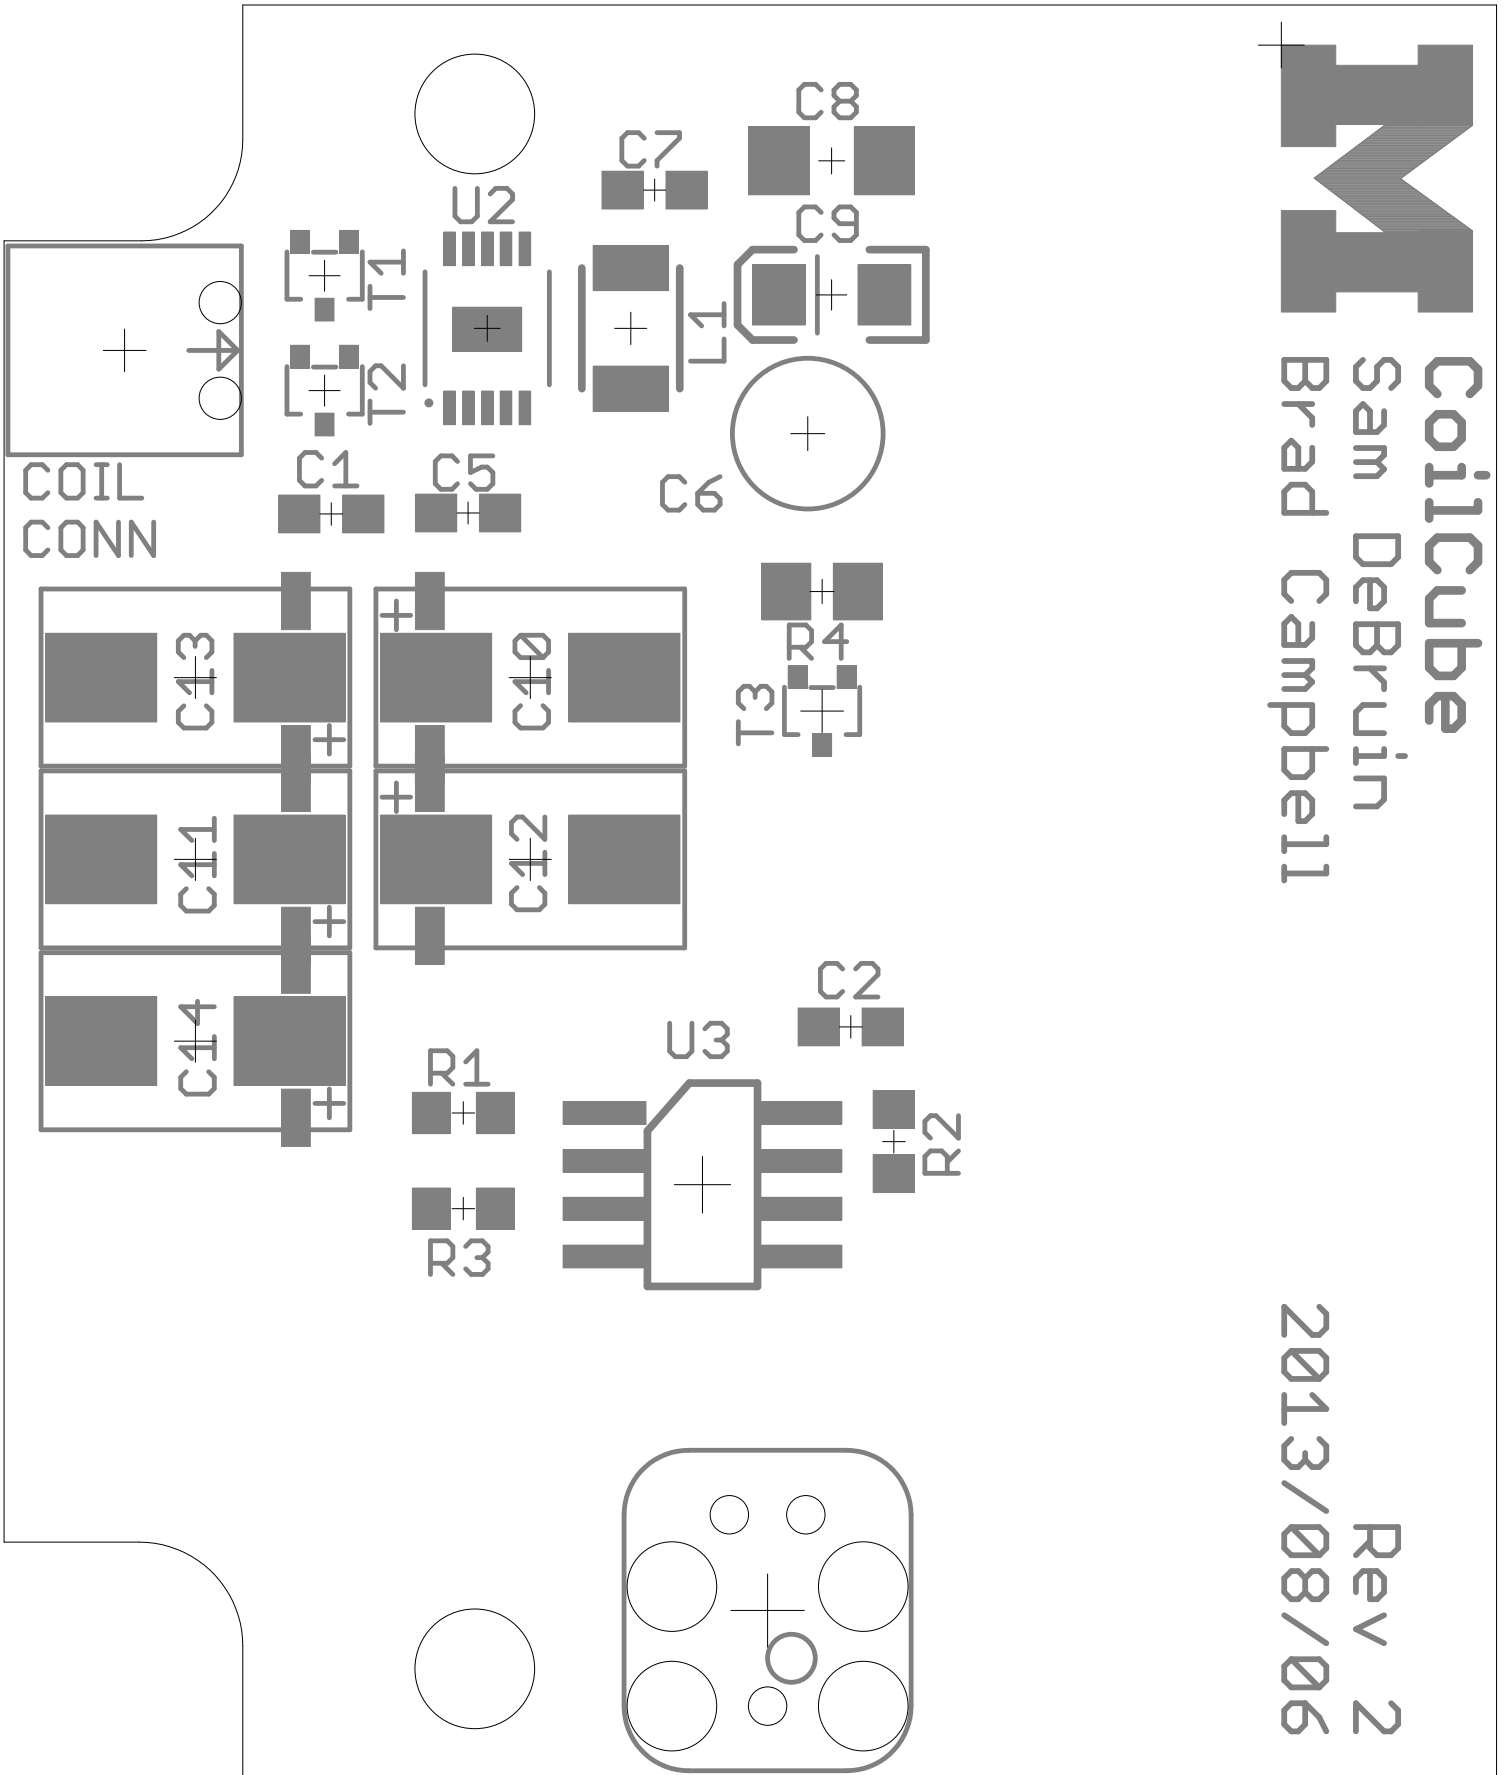 C8
C7
U2
C9
T1
L1
T2
C1
C5
C6
COIL
CONN
R4
C13
C10
T3
C11
C12
C2
C14
U3
R1
R2
R3
CoilCube
Sam DeBruin
Brad Campbell
Rev 2
2013/08/06
M
+
+
+
+
+